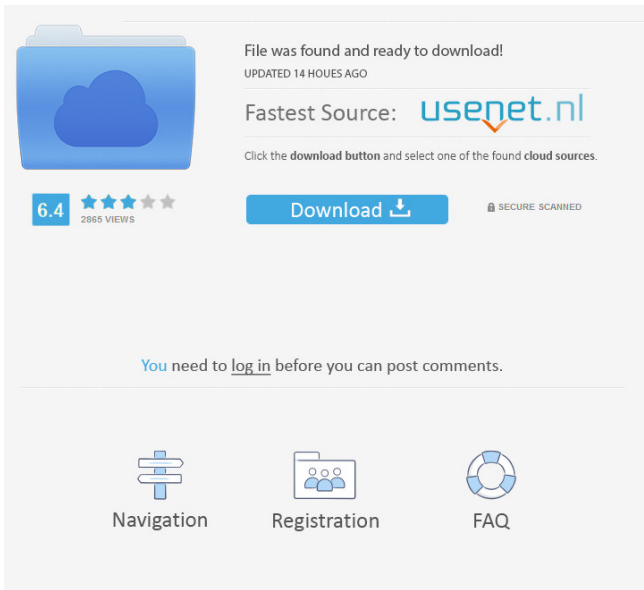 File was found and ready to download!
UPDATED 14 HOUES AGO
Fastest Source: usenet.nl
Click the download button and select one of the found cloud sources.
6.4
2865 VIEWS
Download
SECURE SCANNED
You need to log in before you can post comments.
Navigation
Registration
FAQ